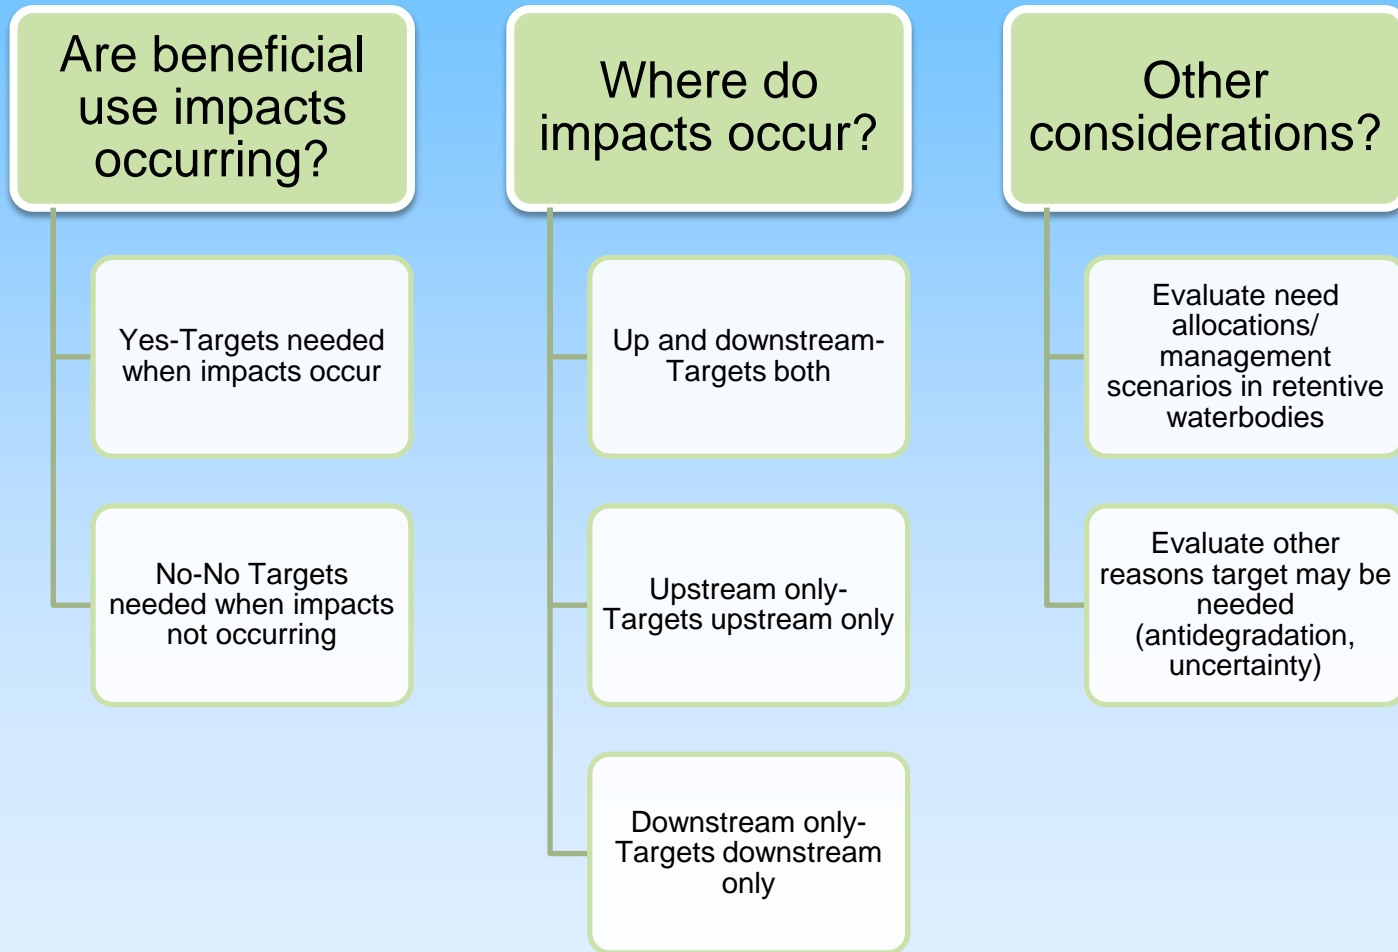 Are beneficial
use impacts
occurring?
Yes-Targets needed
when impacts occur
No-No Targets
needed when impacts
not occurring
Where do
impacts occur?
Up and downstream-
Targets both
Upstream only-
Targets upstream only
Downstream only-
Targets downstream
only
Other
considerations?
Evaluate need
allocations/
management
scenarios in retentive
waterbodies
Evaluate other
reasons target may be
needed
(antidegradation,
uncertainty)